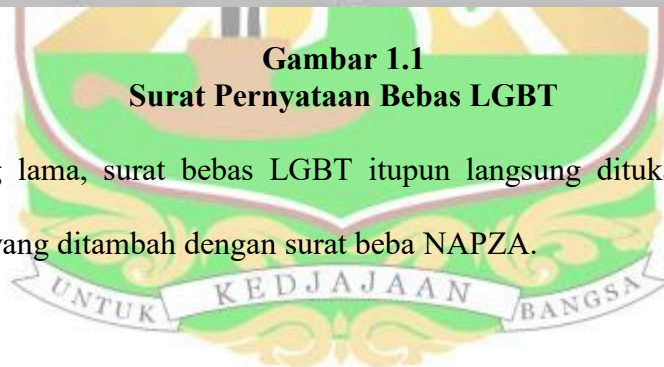 Gambar 1.1
Surat Pernyataan Bebas LGBT
lama, surat bebas LGBT itupun langsung
yang ditambah dengan surat beba NAPZA.
UNTUK KEDJAJAAN BANGSA